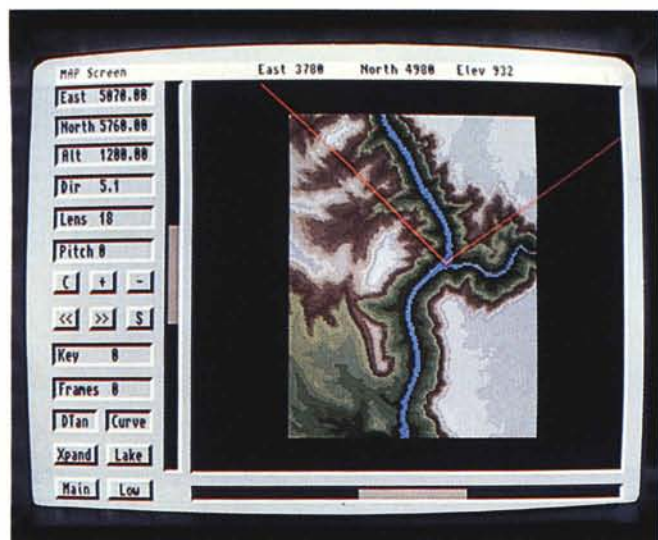 MAP Screen East 3780 North 4980 Elev 932
East 5070.00
North 5760.00
Alt 1200.00
Dir 5.1
Lens 18
Pitch 0
C + -
<< >> S
Key 0
Frames 0
DTan Curve
Xpand Lake
Main Low